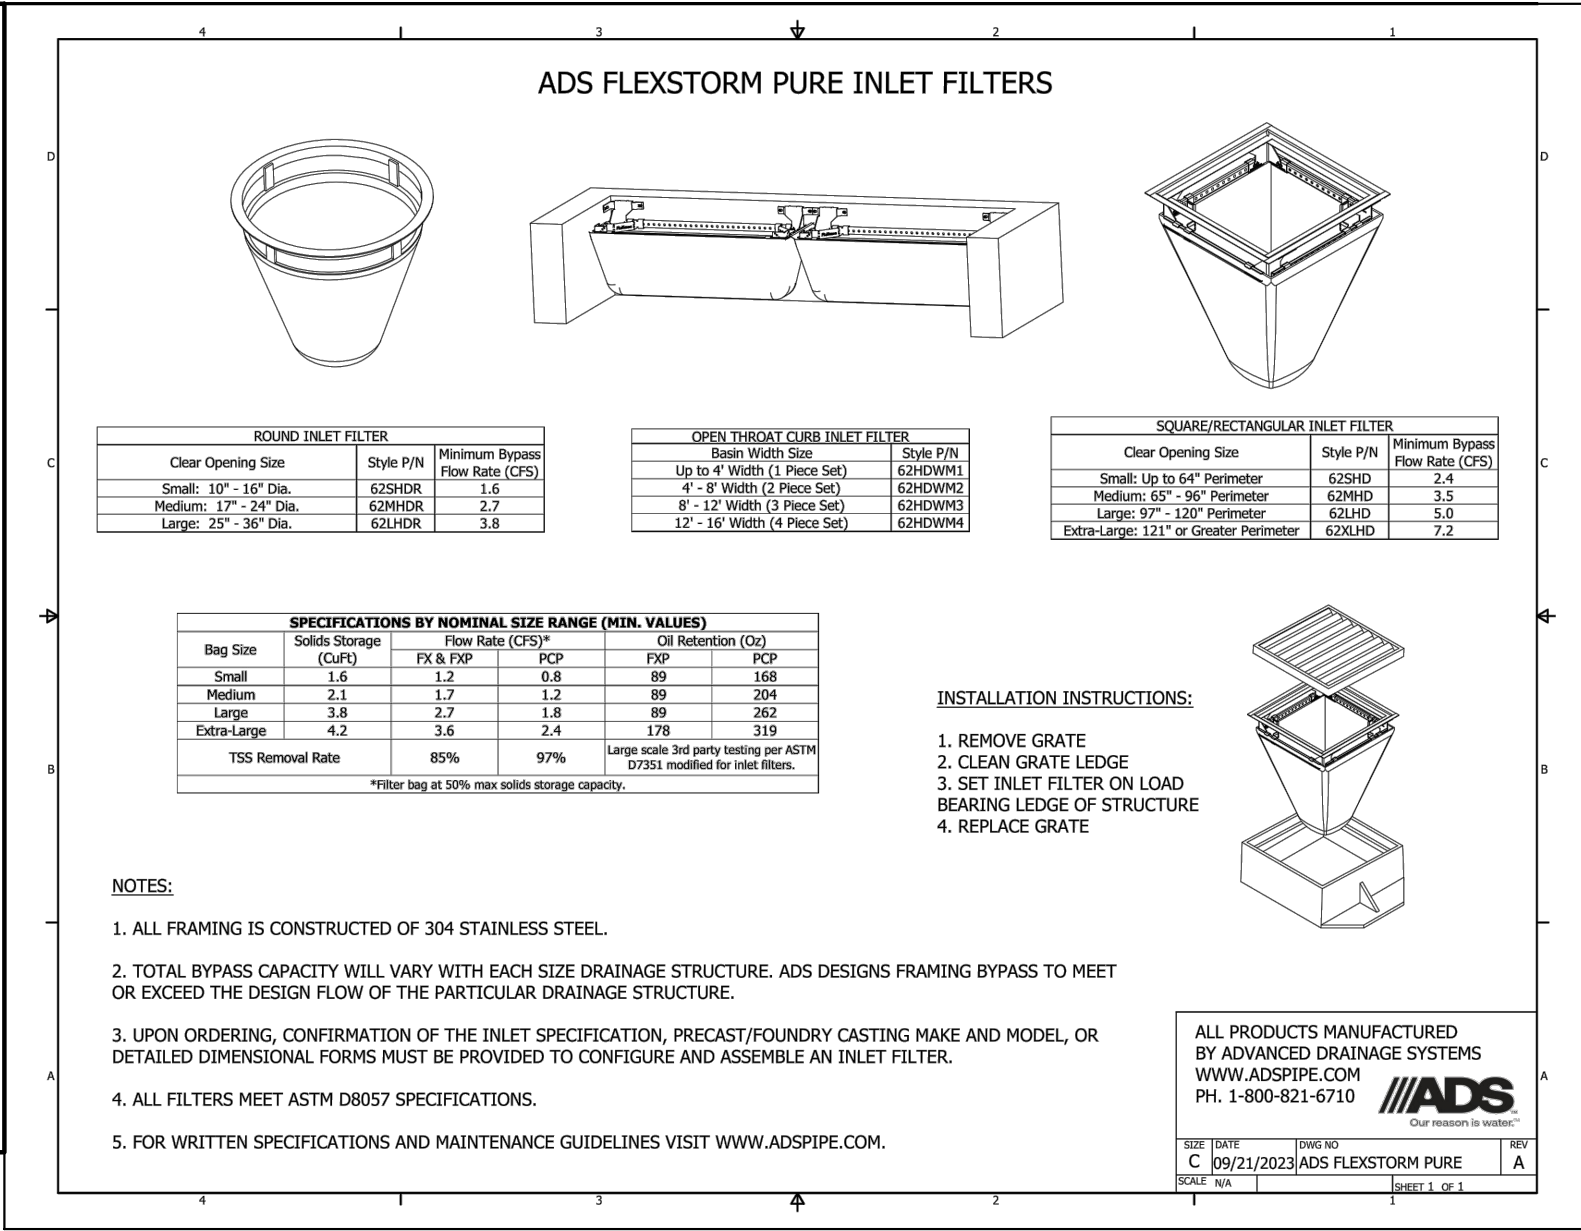 4 3 2 1
ADS FLEXSTORM PURE INLET FILTERS
D D
ROUND INLET FILTER
Clear Opening Size Style P/N Minimum Bypass Flow Rate (CFS)
Small: 10" - 16" Dia. 62SHDR 1.6
Medium: 17" - 24" Dia. 62MHDR 2.7
Large: 25" - 36" Dia. 62LHDR 3.8
OPEN THROAT CURB INLET FILTER
Basin Width Size Style P/N
Up to 4' Width (1 Piece Set) 62HDWM1
4' - 8' Width (2 Piece Set) 62HDWM2
8' - 12' Width (3 Piece Set) 62HDWM3
12' - 16' Width (4 Piece Set) 62HDWM4
SQUARE/RECTANGULAR INLET FILTER
Clear Opening Size Style P/N Minimum Bypass Flow Rate (CFS)
Small: Up to 64" Perimeter 62SHD 2.4
Medium: 65" - 96" Perimeter 62MHD 3.5
Large: 97" - 120" Perimeter 62LHD 5.0
Extra-Large: 121" or Greater Perimeter 62XLHD 7.2
C C
SPECIFICATIONS BY NOMINAL SIZE RANGE (MIN. VALUES)
Bag Size Solids Storage (CuFt) Flow Rate (CFS)* Oil Retention (Oz)
FX & FXP PCP FXP PCP
Small 1.6 1.2 0.8 89 168
Medium 2.1 1.7 1.2 89 204
Large 3.8 2.7 1.8 89 262
Extra-Large 4.2 3.6 2.4 178 319
TSS Removal Rate 85% 97% Large scale 3rd party testing per ASTM
D7351 modified for inlet filters.
*Filter bag at 50% max solids storage capacity.
INSTALLATION INSTRUCTIONS:
1. REMOVE GRATE
2. CLEAN GRATE LEDGE
3. SET INLET FILTER ON LOAD
BEARING LEDGE OF STRUCTURE
4. REPLACE GRATE
B B
NOTES:
1. ALL FRAMING IS CONSTRUCTED OF 304 STAINLESS STEEL.
2. TOTAL BYPASS CAPACITY WILL VARY WITH EACH SIZE DRAINAGE STRUCTURE. ADS DESIGNS FRAMING BYPASS TO MEET
OR EXCEED THE DESIGN FLOW OF THE PARTICULAR DRAINAGE STRUCTURE.
3. UPON ORDERING, CONFIRMATION OF THE INLET SPECIFICATION, PRECAST/FOUNDRY CASTING MAKE AND MODEL, OR
DETAILED DIMENSIONAL FORMS MUST BE PROVIDED TO CONFIGURE AND ASSEMBLE AN INLET FILTER.
4. ALL FILTERS MEET ASTM D8057 SPECIFICATIONS.
5. FOR WRITTEN SPECIFICATIONS AND MAINTENANCE GUIDELINES VISIT WWW.ADSPIPE.COM.
A A
ALL PRODUCTS MANUFACTURED
BY ADVANCED DRAINAGE SYSTEMS
WWW.ADSPIPE.COM
PH. 1-800-821-6710
ADS™
Our reason is water.™
SIZE DATE DWG NO REV
C 09/21/2023 ADS FLEXSTORM PURE A
SCALE N/A SHEET 1 OF 1
4 3 2 1